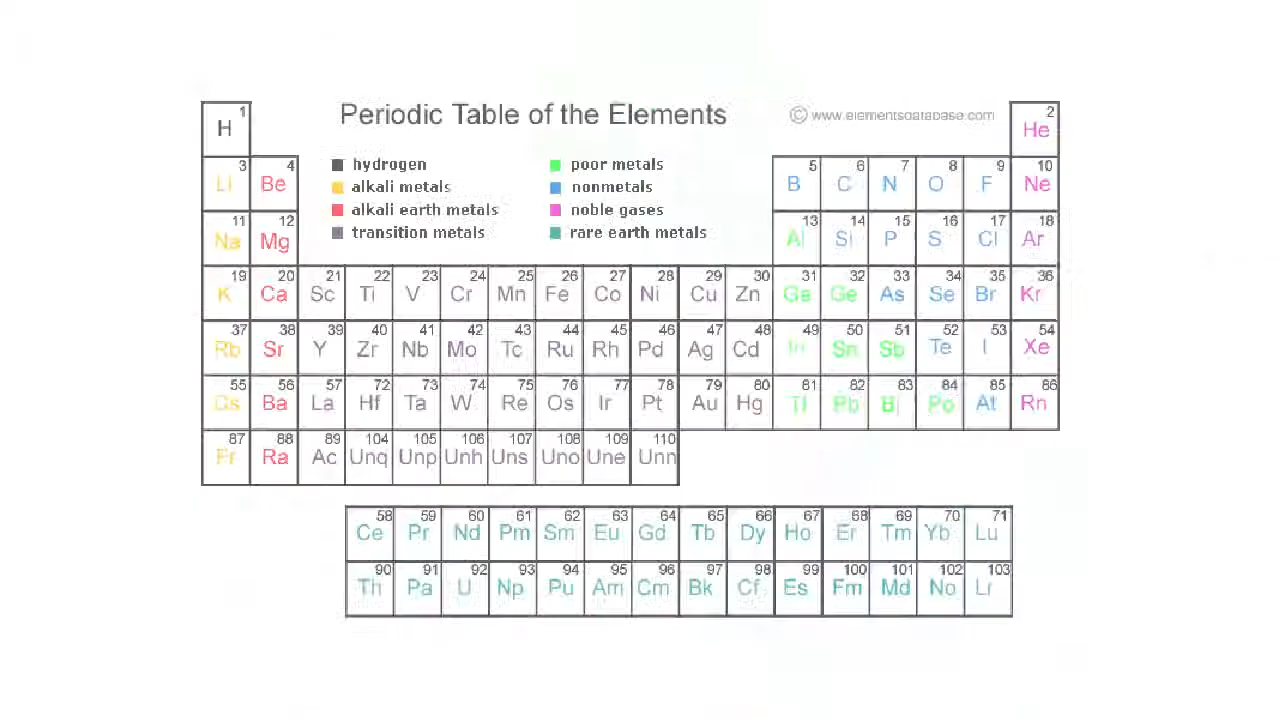 Periodic Table of the Elements © www.elementsdatabase.com
hydrogen poor metals
alkali metals nonmetals
alkali earth metals noble gases
transition metals rare earth metals
1 2
H He
3 4 5 6 7 8 9 10
Li Be B C N O F Ne
11 12 13 14 15 16 17 18
Na Mg Al Si P S Cl Ar
19 20 21 22 23 24 25 26 27 28 29 30 31 32 33 34 35 36
K Ca Sc Ti V Cr Mn Fe Co Ni Cu Zn Ga Ge As Se Br Kr
37 38 39 40 41 42 43 44 45 46 47 48 49 50 51 52 53 54
Rb Sr Y Zr Nb Mo Tc Ru Rh Pd Ag Cd In Sn Sb Te I Xe
55 56 57 72 73 74 75 76 77 78 79 80 81 82 83 84 85 86
Cs Ba La Hf Ta W Re Os Ir Pt Au Hg Tl Pb Bi Po At Rn
87 88 89 104 105 106 107 108 109 110
Fr Ra Ac Unq Unp Unh Uns Uno Une Unn
58 59 60 61 62 63 64 65 66 67 68 69 70 71
Ce Pr Nd Pm Sm Eu Gd Tb Dy Ho Er Tm Yb Lu
90 91 92 93 94 95 96 97 98 99 100 101 102 103
Th Pa U Np Pu Am Cm Bk Cf Es Fm Md No Lr